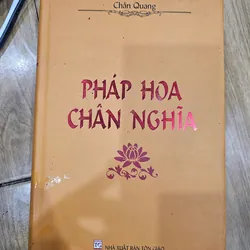 Chân Quang
PHÁP HOA
CHÂN NGHĨA
NHÀ XUẤT BẢN TÔN GIÁO